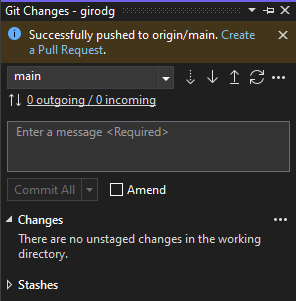 Git Changes - girodg
Successfully pushed to origin/main. Create
a Pull Request.
main
0 outgoing / 0 incoming
Enter a message <Required>
Commit All
Amend
Changes
There are no unstaged changes in the working
directory.
Stashes